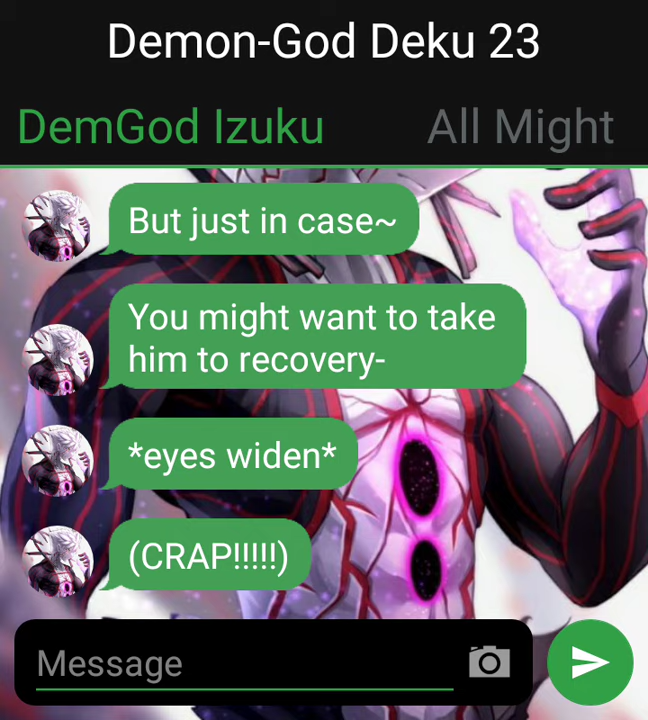 Demon-God Deku 23
DemGod Izuku All Might
But just in case~
You might want to take
him to recovery-
*eyes widen*
(CRAP!!!!!)
Message